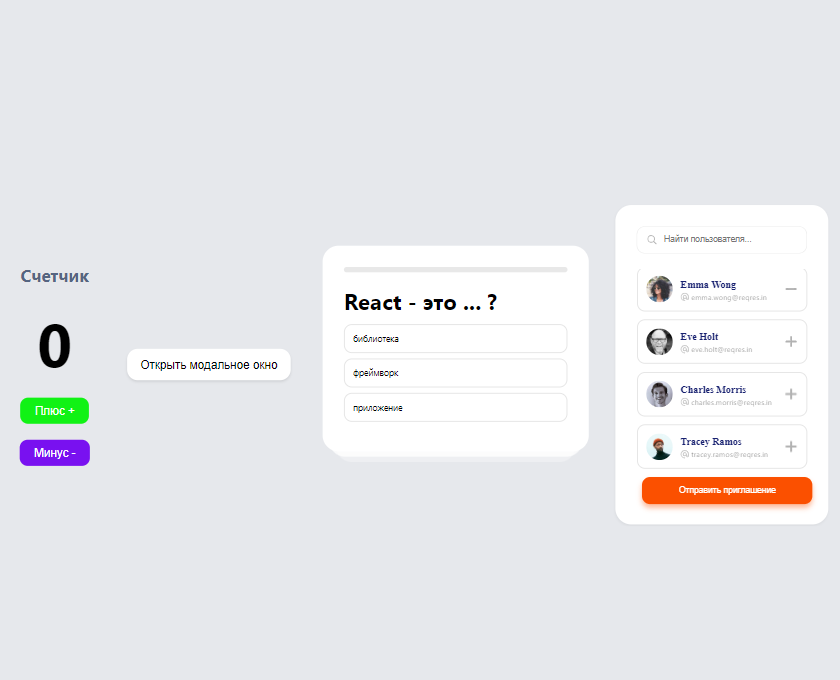 Счетчик
0
Плюс +
Минус -
Открыть модальное окно
React - это ... ?
библиотека
фреймворк
приложение
Найти пользователя...
Emma Wong
emma.wong@reqres.in
Eve Holt
eve.holt@reqres.in
Charles Morris
charles.morris@reqres.in
Tracey Ramos
tracey.ramos@reqres.in
Отправить приглашение